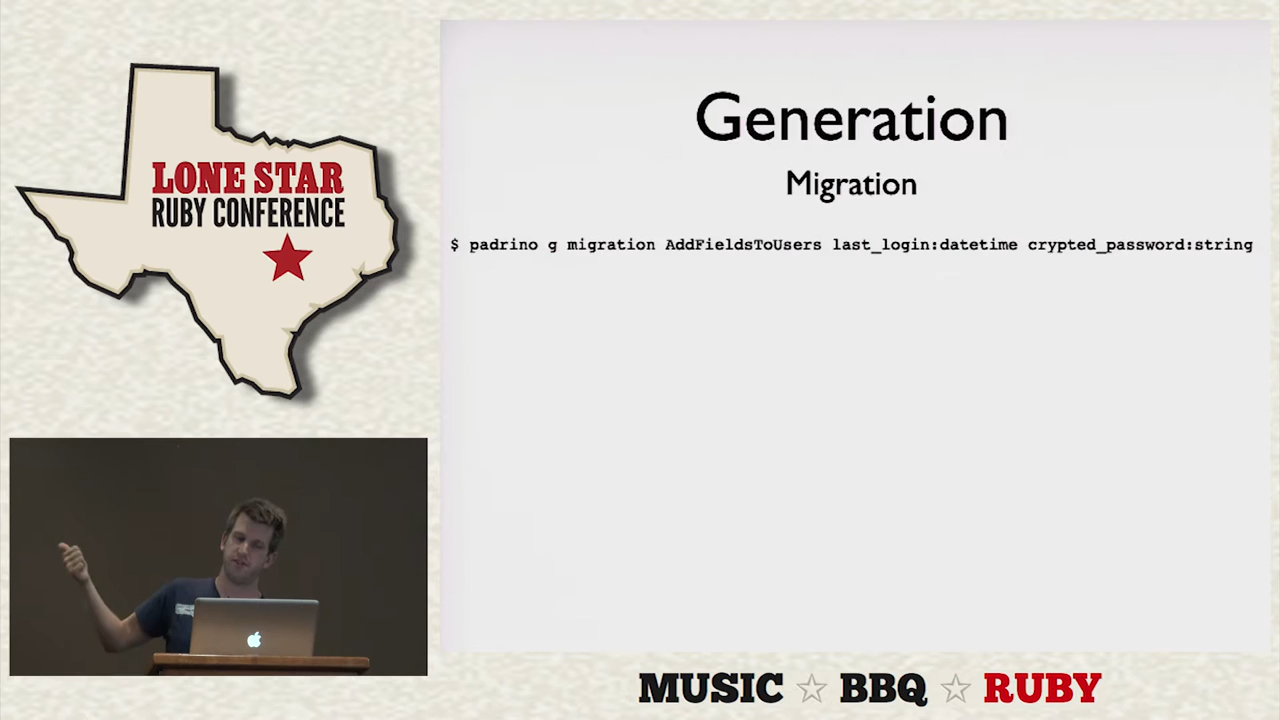 LONE STAR
RUBY CONFERENCE
Generation
Migration
$ padrino g migration AddFieldsToUsers last_login:datetime crypted_password:string
MUSIC ☆ BBQ ☆ RUBY